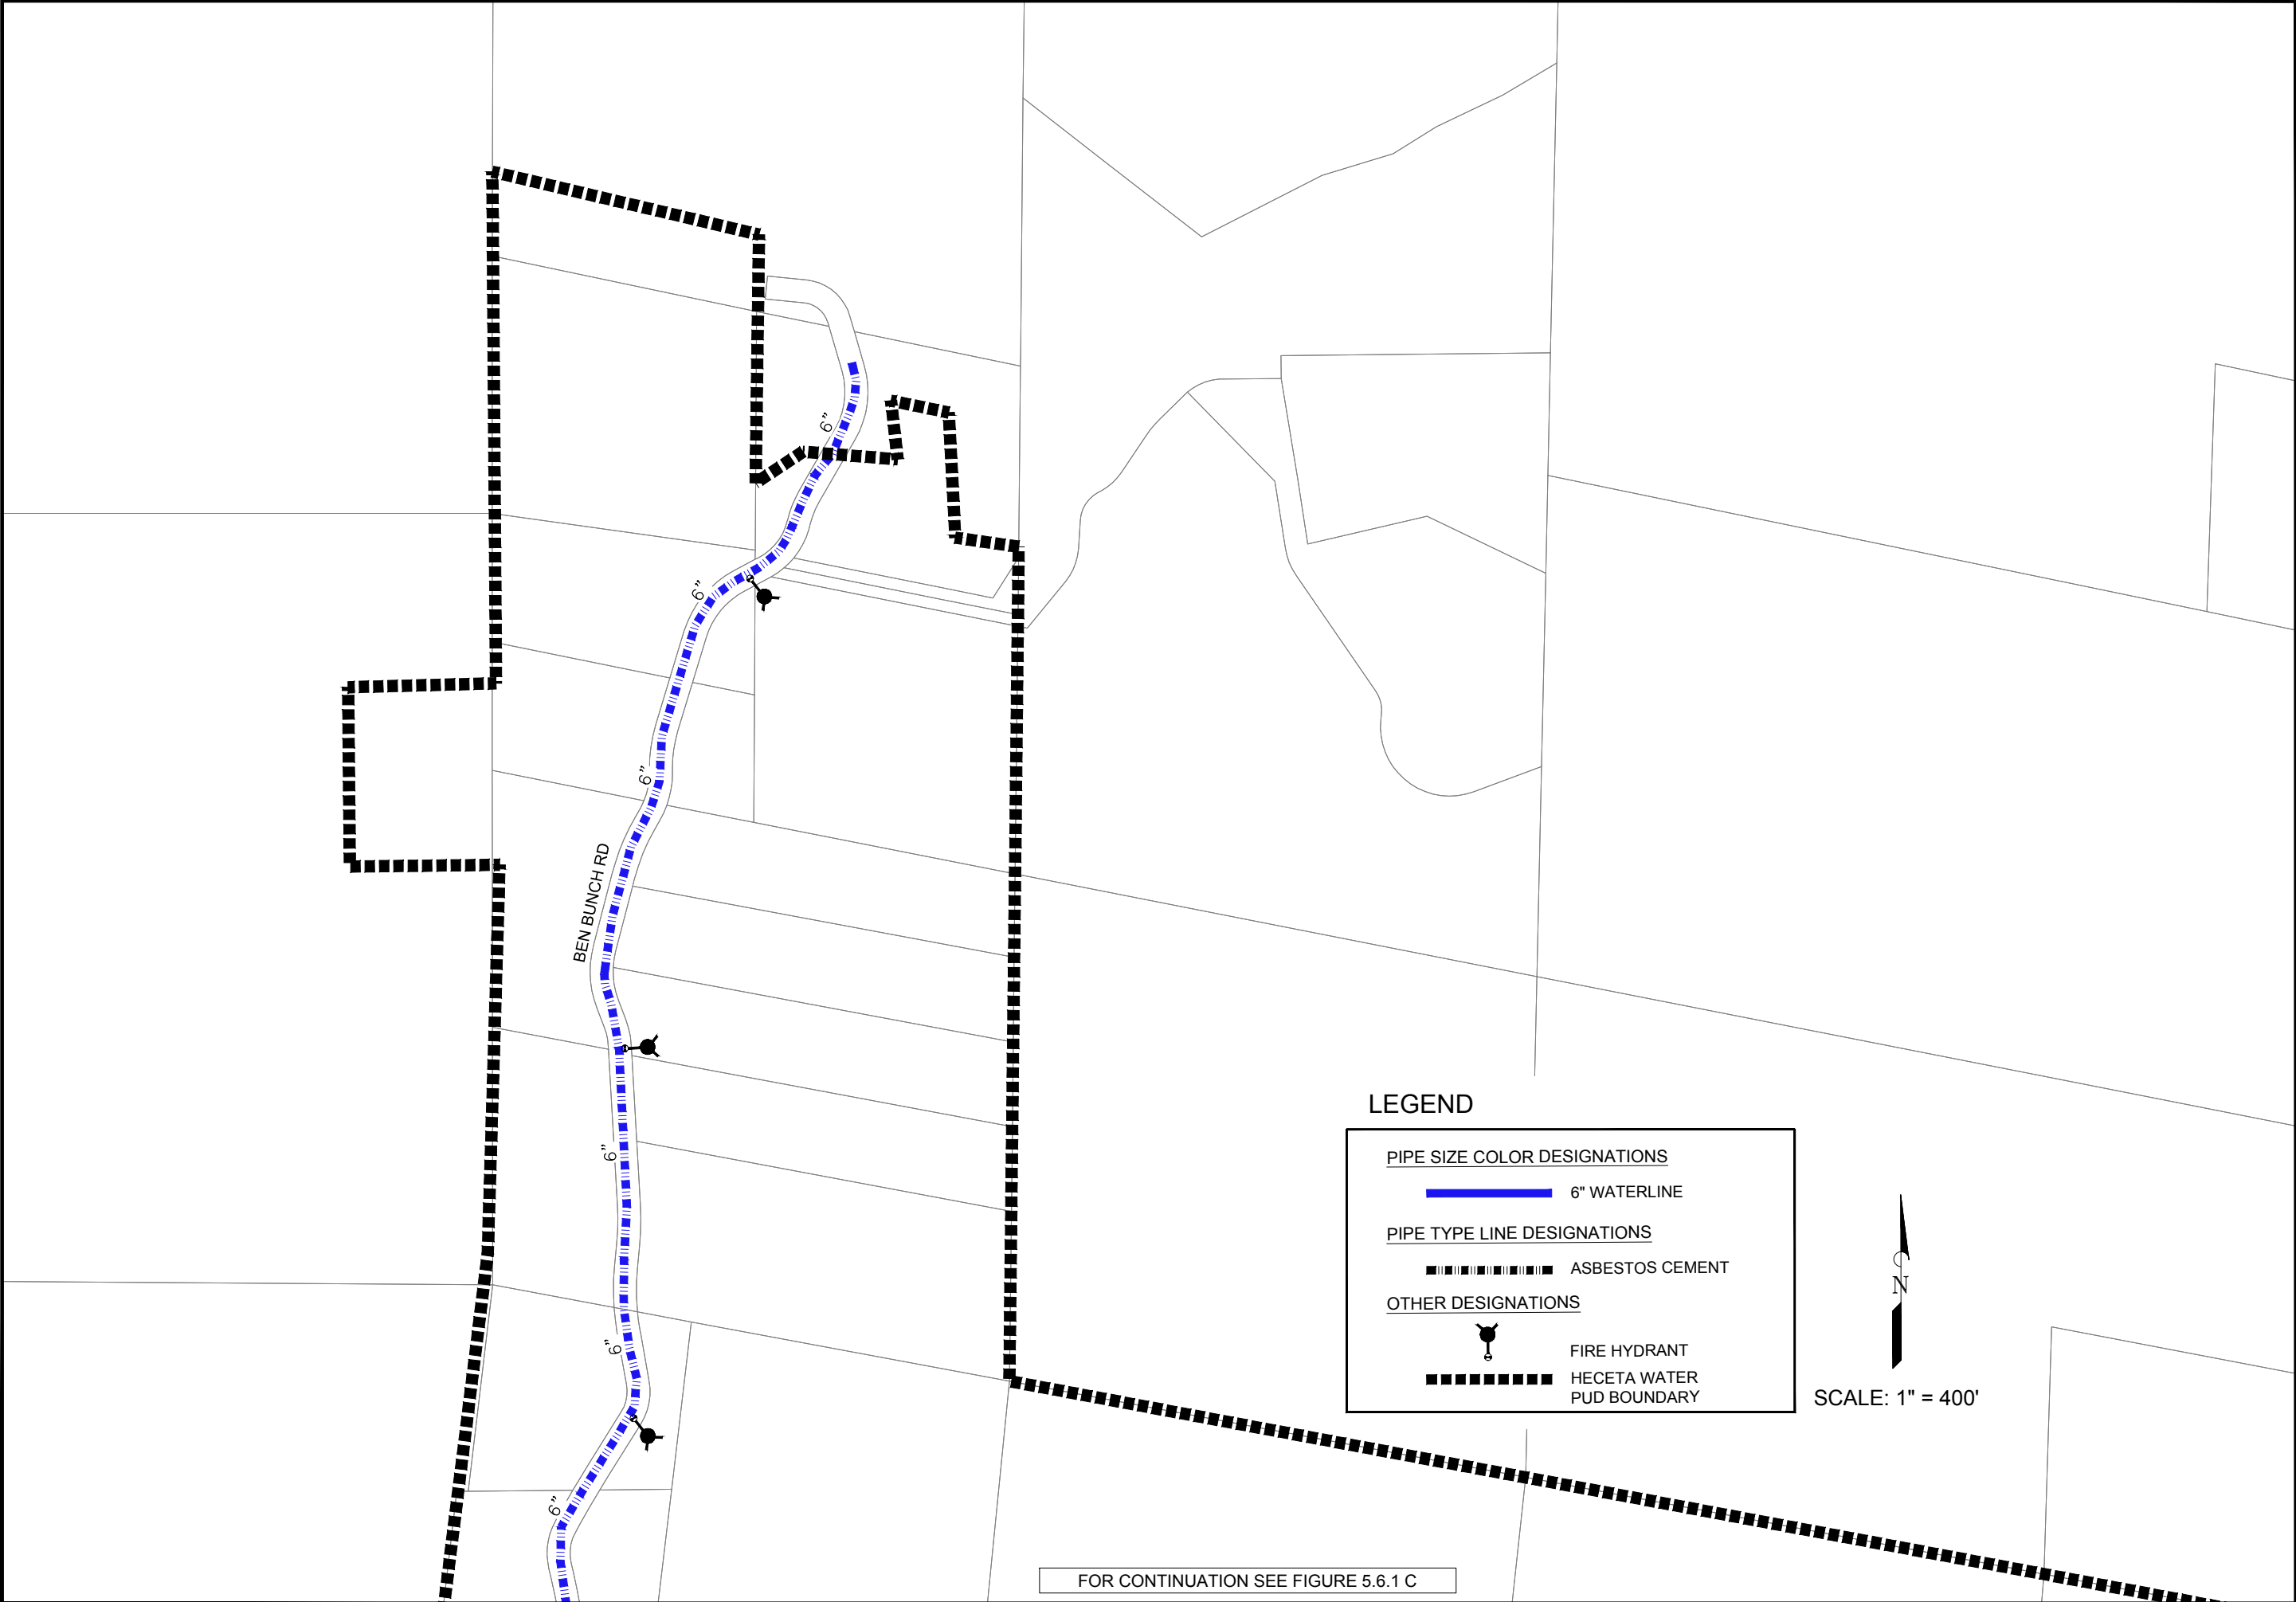 6"
6"
6"
BEN BUNCH RD
6"
6"
6"
LEGEND
PIPE SIZE COLOR DESIGNATIONS
6" WATERLINE
PIPE TYPE LINE DESIGNATIONS
ASBESTOS CEMENT
OTHER DESIGNATIONS
FIRE HYDRANT
HECETA WATER
PUD BOUNDARY
N
SCALE: 1" = 400'
FOR CONTINUATION SEE FIGURE 5.6.1 C